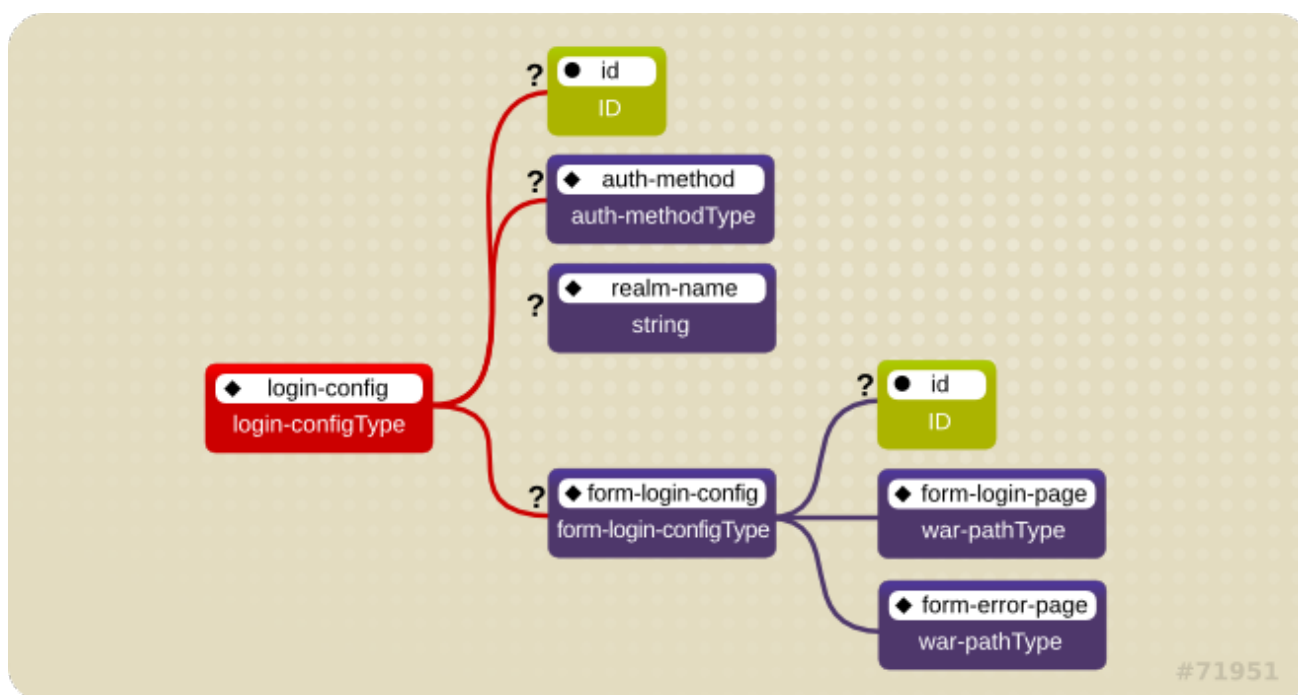 ? id
ID
? auth-method
auth-methodType
? realm-name
string
login-config
login-configType
? id
ID
? form-login-config
form-login-configType
form-login-page
war-pathType
form-error-page
war-pathType
#71951